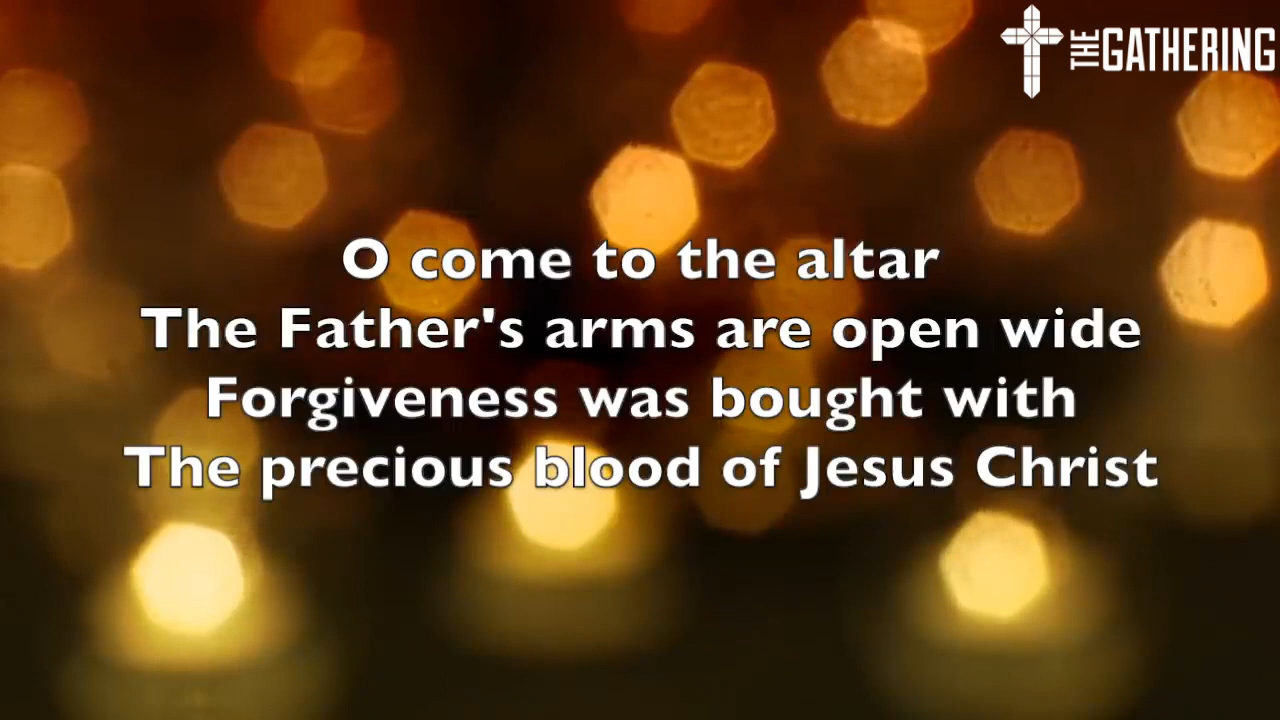 THE GATHERING
O come to the altar
The Father's arms are open wide
Forgiveness was bought with
The precious blood of Jesus Christ